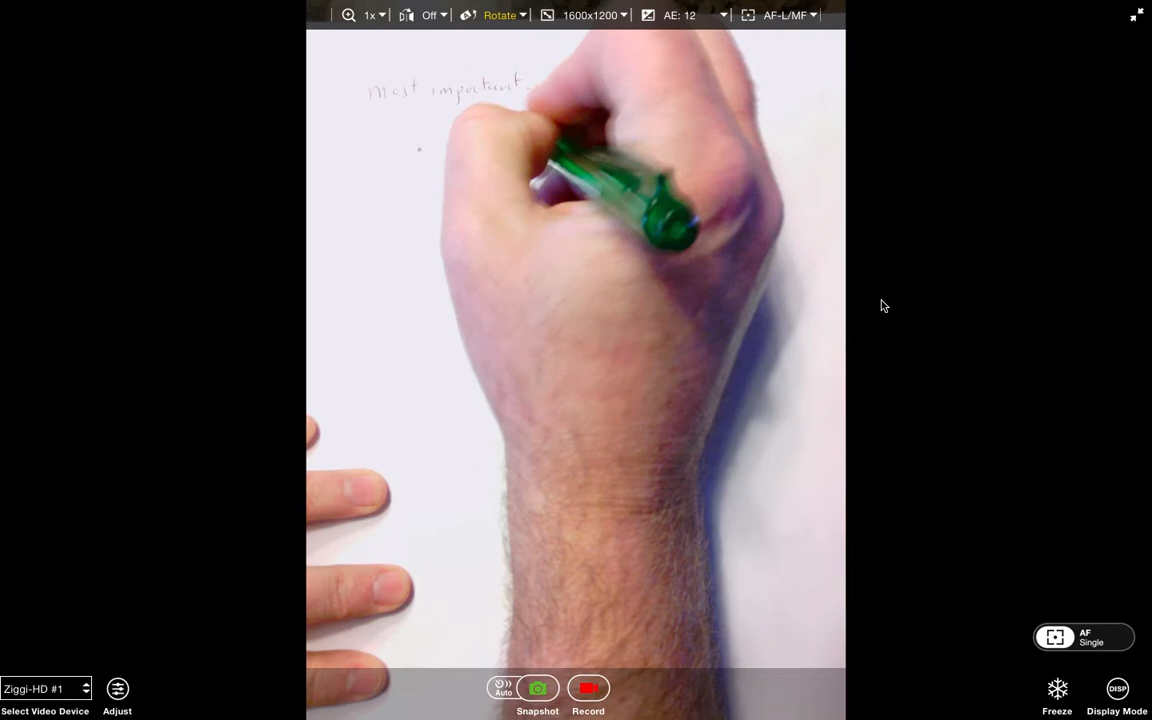 1x Off Rotate 1600x1200 AE: 12 AF-L/MF
most important
AF
Single
Ziggi-HD #1
Auto
Select Video Device Adjust Snapshot Record Freeze DISP Display Mode